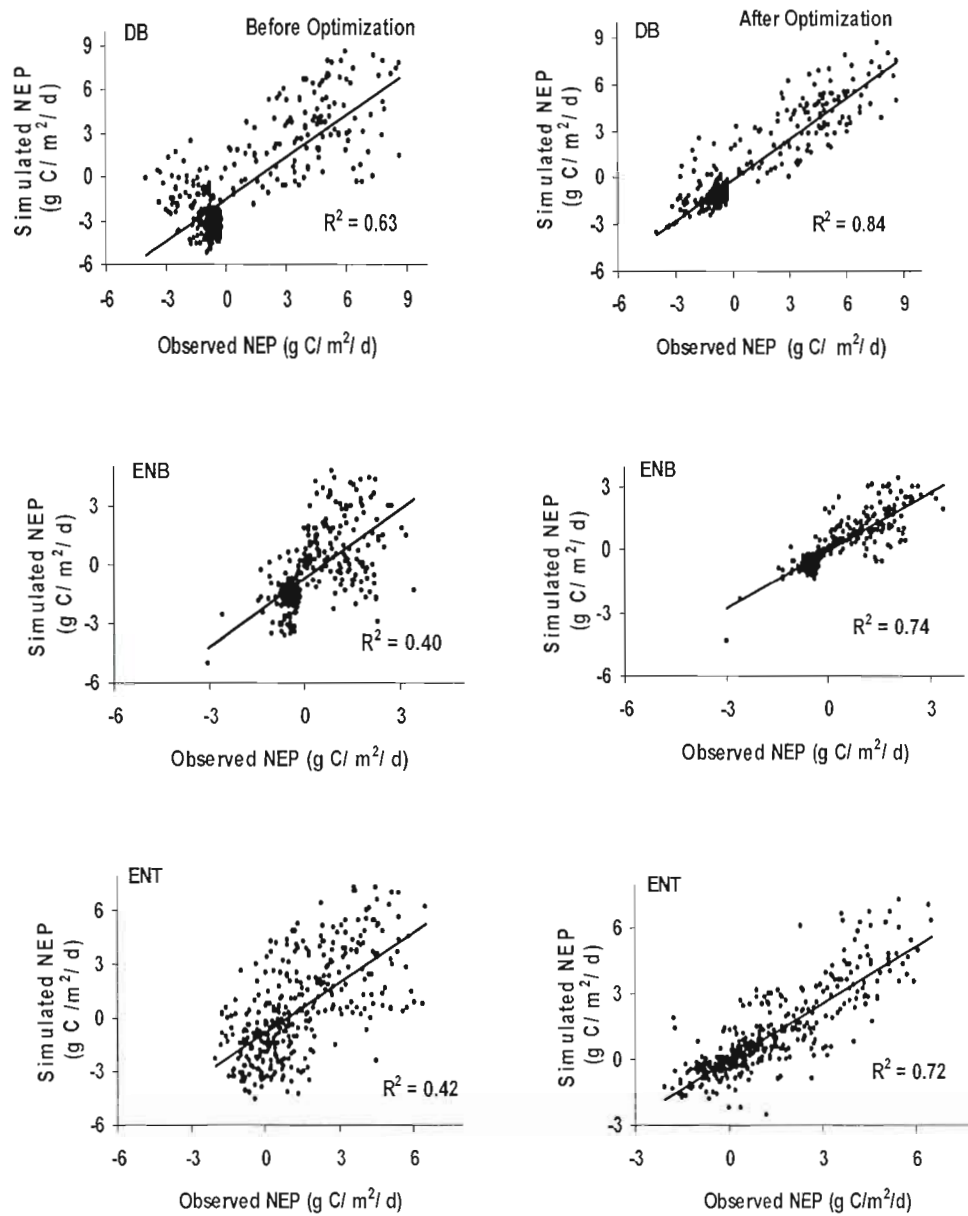 DB Before Optimization
9
6
3
0
-3
-6
Simulated NEP
(g C/ m²/ d)
R² = 0.63
-6 -3 0 3 6 9
Observed NEP (g C/ m²/ d)
DB After Optimization
9
6
3
0
-3
-6
Simulated NEP
(g C/ m²/ d)
R² = 0.84
-6 -3 0 3 6 9
Observed NEP (g C/ m²/ d)
ENB
3
0
-3
-6
Simulated NEP
(g C/ m²/ d)
R² = 0.40
-6 -3 0 3
Observed NEP (g C/ m²/ d)
ENB
3
0
-3
-6
Simulated NEP
(g C/ m²/ d)
R² = 0.74
-6 -3 0 3
Observed NEP (g C/ m²/ d)
ENT
6
3
0
-3
-6
Simulated NEP
(g C /m²/ d)
R² = 0.42
-6 -3 0 3 6
Observed NEP (g C/ m²/ d)
ENT
6
3
0
-3
Simulated NEP
(g C/ m²/ d)
R² = 0.72
-3 0 3 6
Observed NEP (g C/m²/d)